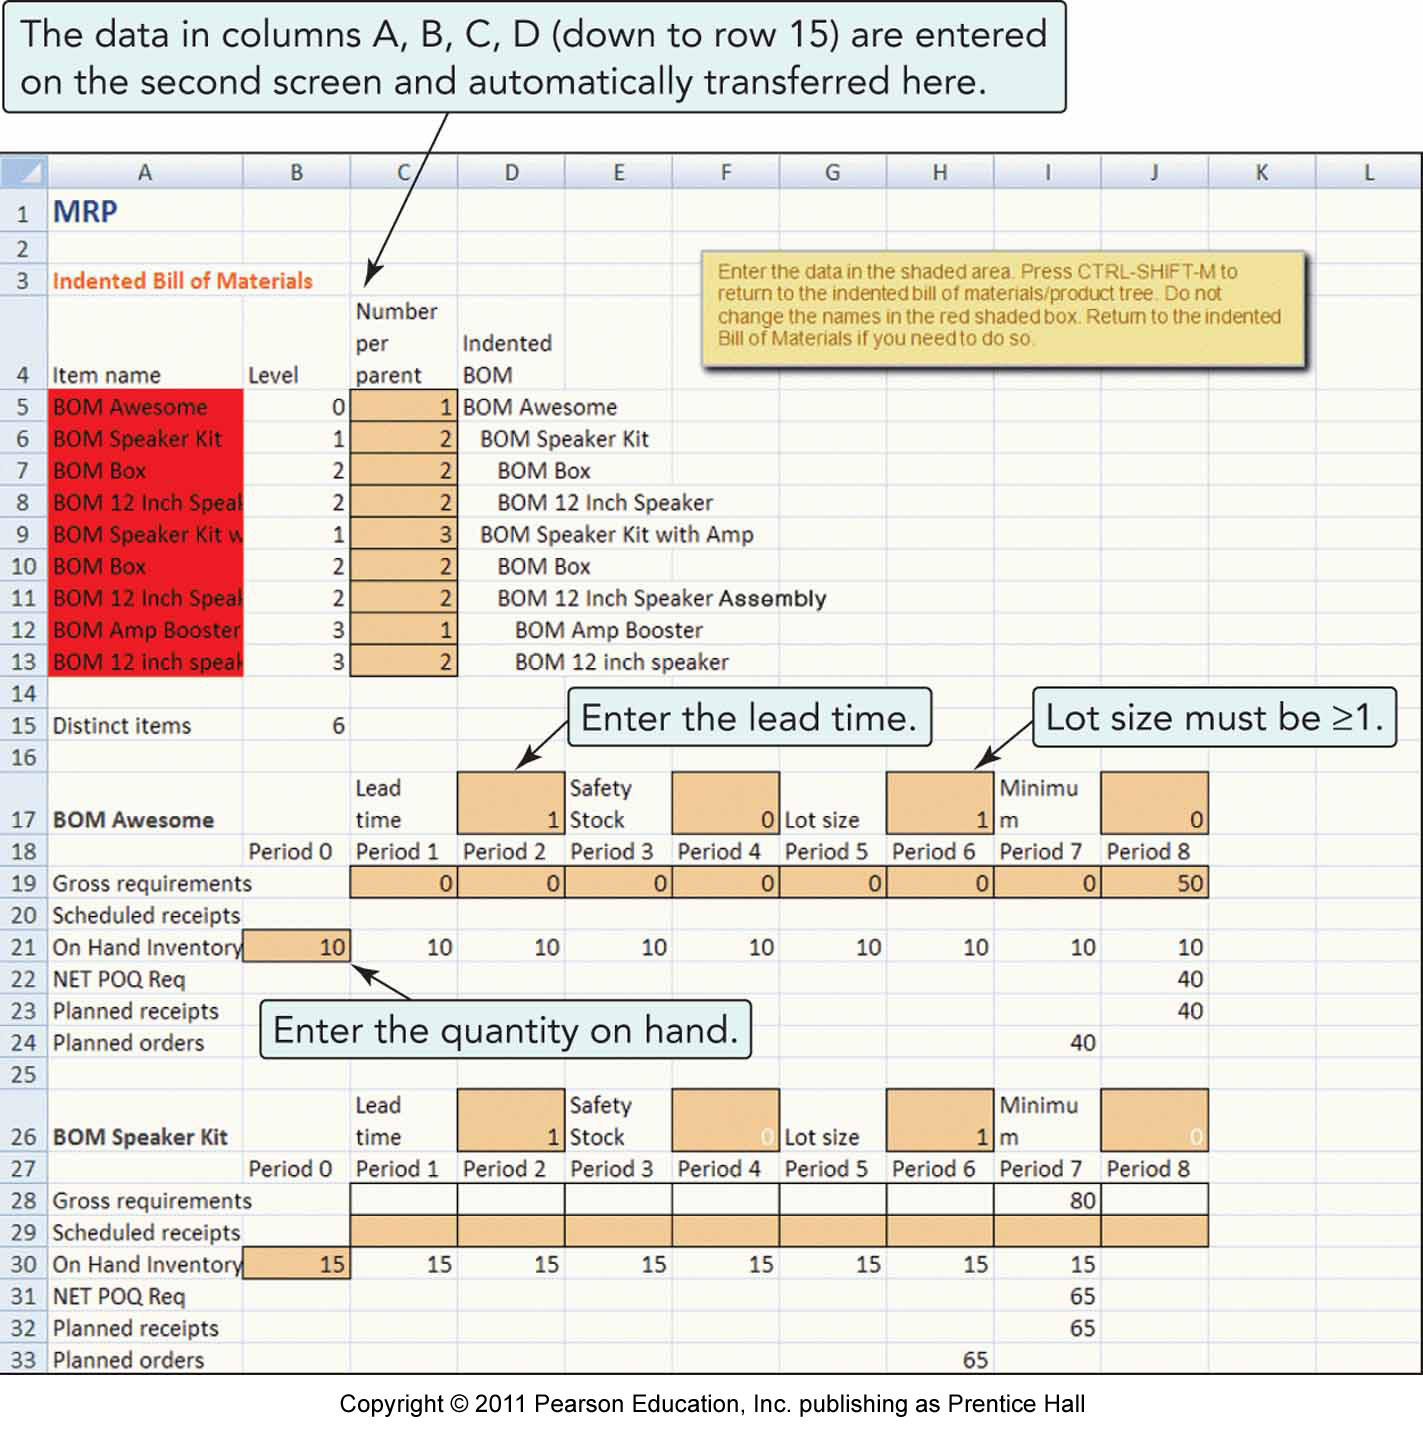 The data in columns A, B, C, D (down to row 15) are entered
on the second screen and automatically transferred here.
A B C D E F G H I J K L
1 MRP
2
3 Indented Bill of Materials
Enter the data in the shaded area. Press CTRL-SHIFT-M to
return to the indented bill of materials/product tree. Do not
change the names in the red shaded box. Return to the indented
Bill of Materials if you need to do so.
Number
per Indented
4 Item name Level parent BOM
5 BOM Awesome 0 1 BOM Awesome
6 BOM Speaker Kit 1 2 BOM Speaker Kit
7 BOM Box 2 2 BOM Box
8 BOM 12 Inch Speak 2 2 BOM 12 Inch Speaker
9 BOM Speaker Kit w 1 3 BOM Speaker Kit with Amp
10 BOM Box 2 2 BOM Box
11 BOM 12 Inch Speak 2 2 BOM 12 Inch Speaker Assembly
12 BOM Amp Booster 3 1 BOM Amp Booster
13 BOM 12 inch speak 3 2 BOM 12 inch speaker
14
15 Distinct items 6
Enter the lead time. Lot size must be ≥1.
16
Lead Safety Minimu
17 BOM Awesome time 1 Stock 0 Lot size 1 m 0
18 Period 0 Period 1 Period 2 Period 3 Period 4 Period 5 Period 6 Period 7 Period 8
19 Gross requirements 0 0 0 0 0 0 0 50
20 Scheduled receipts
21 On Hand Inventory 10 10 10 10 10 10 10 10 10
22 NET POQ Req 40
23 Planned receipts 40
Enter the quantity on hand.
24 Planned orders 40
25
Lead Safety Minimu
26 BOM Speaker Kit time 1 Stock 0 Lot size 1 m 0
27 Period 0 Period 1 Period 2 Period 3 Period 4 Period 5 Period 6 Period 7 Period 8
28 Gross requirements 80
29 Scheduled receipts
30 On Hand Inventory 15 15 15 15 15 15 15 15
31 NET POQ Req 65
32 Planned receipts 65
33 Planned orders 65
Copyright © 2011 Pearson Education, Inc. publishing as Prentice Hall